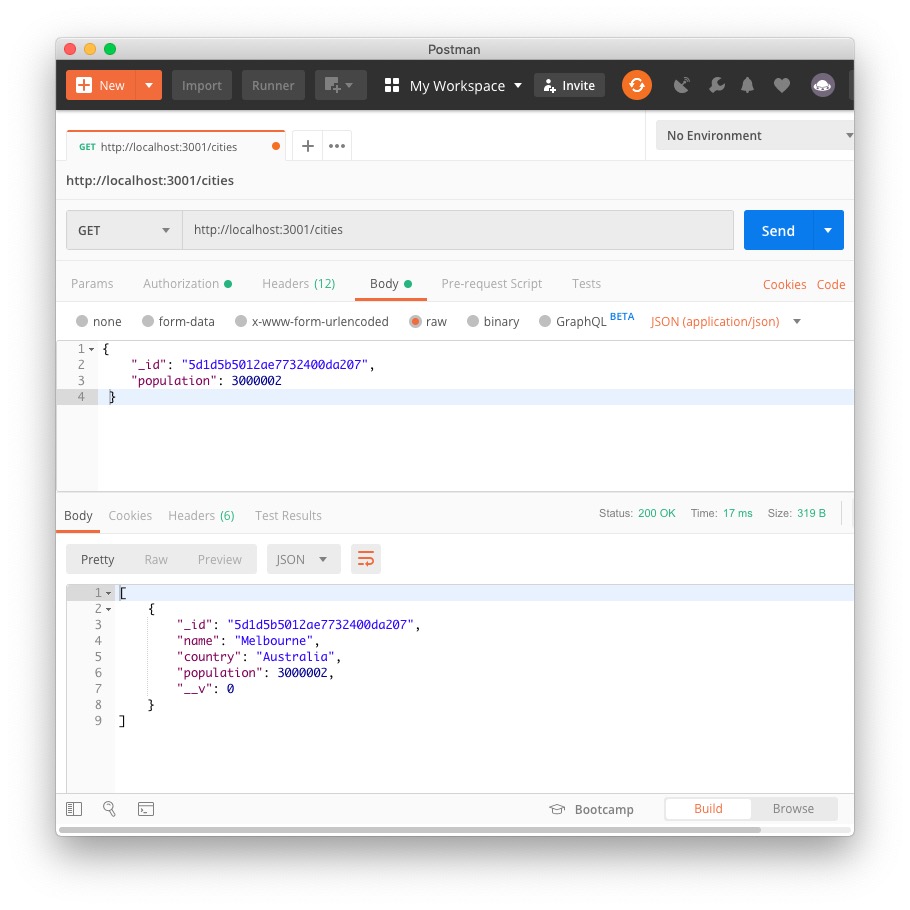 Postman
New Import Runner My Workspace Invite
No Environment
GET http://localhost:3001/cities
http://localhost:3001/cities
GET http://localhost:3001/cities Send
Params Authorization Headers (12) Body Pre-request Script Tests Cookies Code
none form-data x-www-form-urlencoded raw binary GraphQL BETA JSON (application/json)
1 {
2 "_id": "5d1d5b5012ae7732400da207",
3 "population": 3000002
4 }
Body Cookies Headers (6) Test Results Status: 200 OK Time: 17 ms Size: 319 B
Pretty Raw Preview JSON
1 [
2 {
3 "_id": "5d1d5b5012ae7732400da207",
4 "name": "Melbourne",
5 "country": "Australia",
6 "population": 3000002,
7 "__v": 0
8 }
9 ]
Bootcamp Build Browse